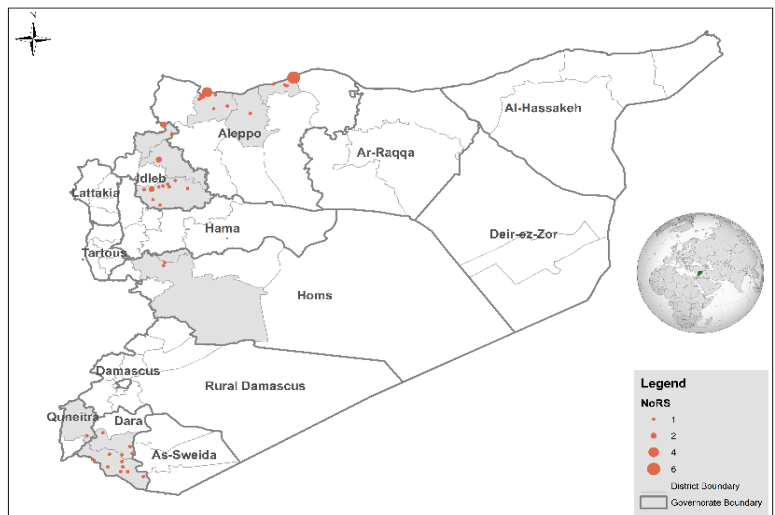 N
Al-Hassakeh
Aleppo
Ar-Raqqa
Idleb
Lattakia
Hama
Deir-ez-Zor
Tartous
Homs
Damascus
Rural Damascus
Quneitra
Dara
As-Sweida
Legend
NoRS
1
2
4
6
District Boundary
Governorate Boundary